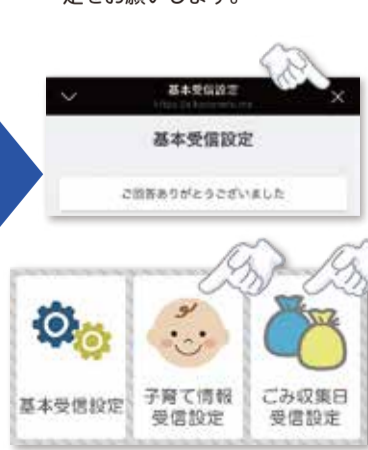 定をお願いします。
基本受信設定
基本受信設定
ご回答ありがとうございました
基本受信設定
子育て情報
受信設定
ごみ収集日
受信設定